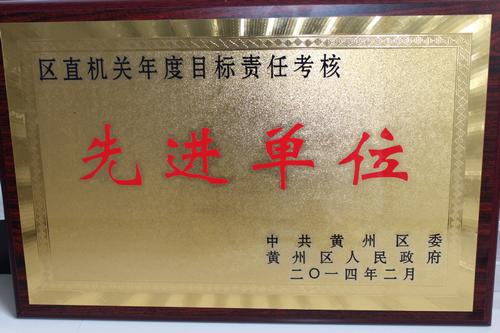 区直机关年度目标责任考核
先进单位
中共黄州区委
黄州区人民政府
二〇一四年二月